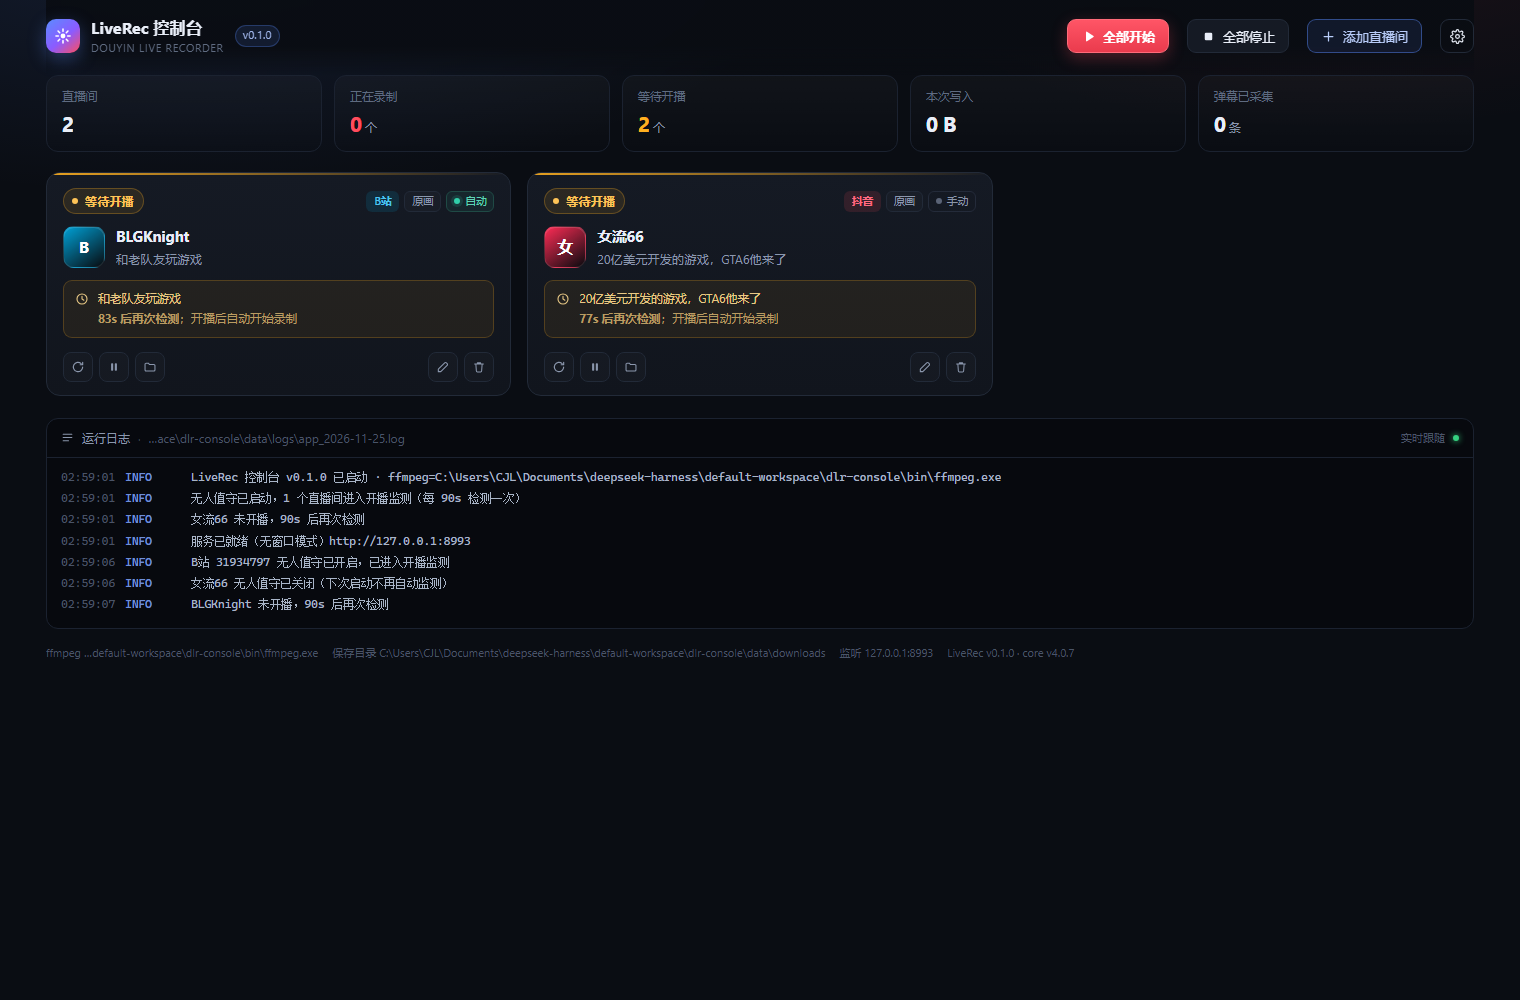 LiveRec 控制台
DOUYIN LIVE RECORDER
v0.1.0
全部开始
全部停止
添加直播间
直播间
2
正在录制
0 个
等待开播
2 个
本次写入
0 B
弹幕已采集
0 条
等待开播
B站 原画 自动
B
BLGKnight
和老队友玩游戏
和老队友玩游戏
83s 后再次检测；开播后自动开始录制
等待开播
抖音 原画 手动
女
女流66
20亿美元开发的游戏，GTA6他来了
20亿美元开发的游戏，GTA6他来了
77s 后再次检测；开播后自动开始录制
运行日志 · ...ace\dlr-console\data\logs\app_2026-11-25.log
实时跟随
02:59:01 INFO LiveRec 控制台 v0.1.0 已启动 · ffmpeg=C:\Users\CJL\Documents\deepseek-harness\default-workspace\dlr-console\bin\ffmpeg.exe
02:59:01 INFO 无人值守已启动，1 个直播间进入开播监测（每 90s 检测一次）
02:59:01 INFO 女流66 未开播，90s 后再次检测
02:59:01 INFO 服务已就绪（无窗口模式）http://127.0.0.1:8993
02:59:06 INFO B站 31934797 无人值守已开启，已进入开播监测
02:59:06 INFO 女流66 无人值守已关闭（下次启动不再自动监测）
02:59:07 INFO BLGKnight 未开播，90s 后再次检测
ffmpeg ...default-workspace\dlr-console\bin\ffmpeg.exe 保存目录 C:\Users\CJL\Documents\deepseek-harness\default-workspace\dlr-console\data\downloads 监听 127.0.0.1:8993 LiveRec v0.1.0 · core v4.0.7